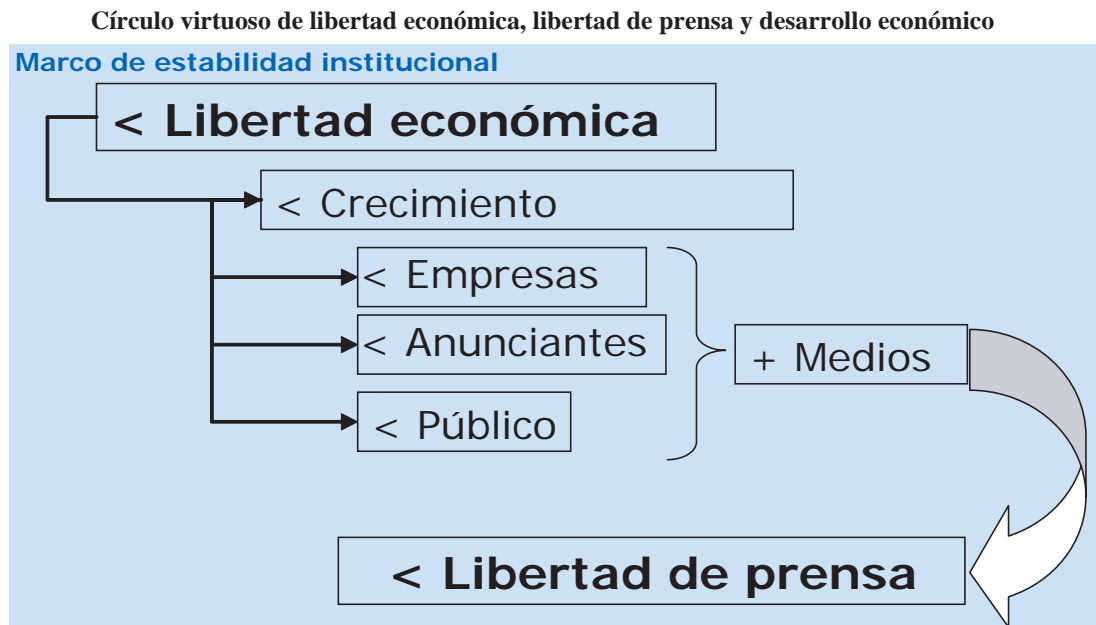 Círculo virtuoso de libertad económica, libertad de prensa y desarrollo económico
Marco de estabilidad institucional
< Libertad económica
< Crecimiento
< Empresas
< Anunciantes
+ Medios
< Público
< Libertad de prensa